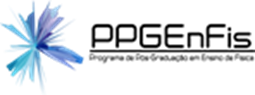 PPGEnFis
Programa de Pós-Graduação em Ensino de Física